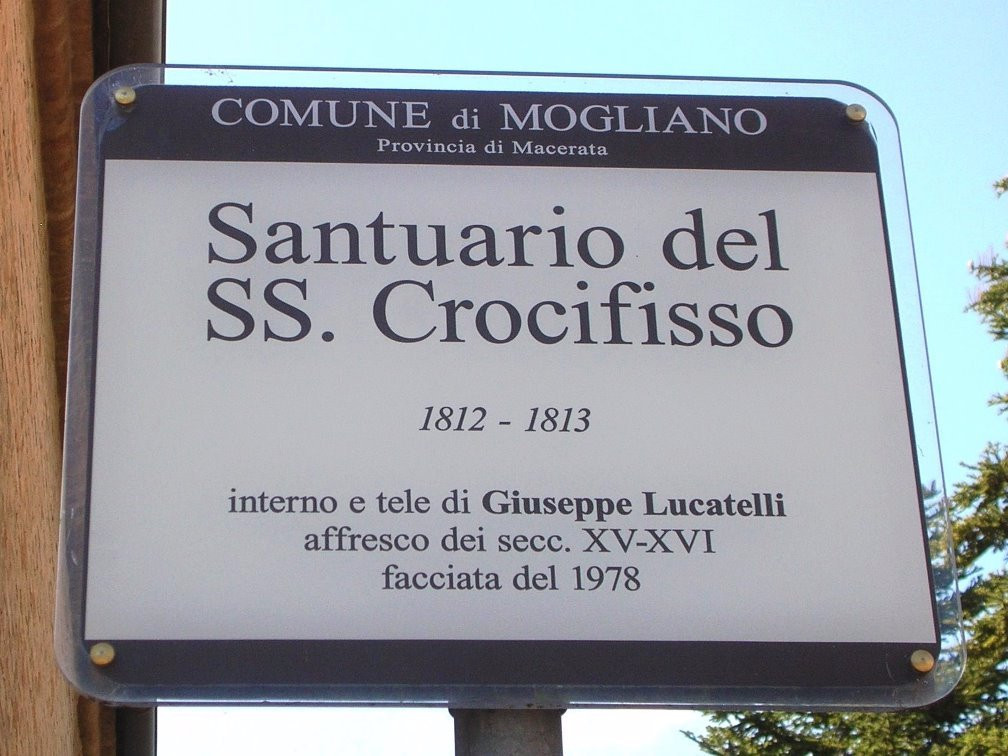 COMUNE di MOGLIANO
Provincia di Macerata
Santuario del
SS. Crocifisso
1812 - 1813
interno e tele di Giuseppe Lucatelli
affresco dei secc. XV-XVI
facciata del 1978